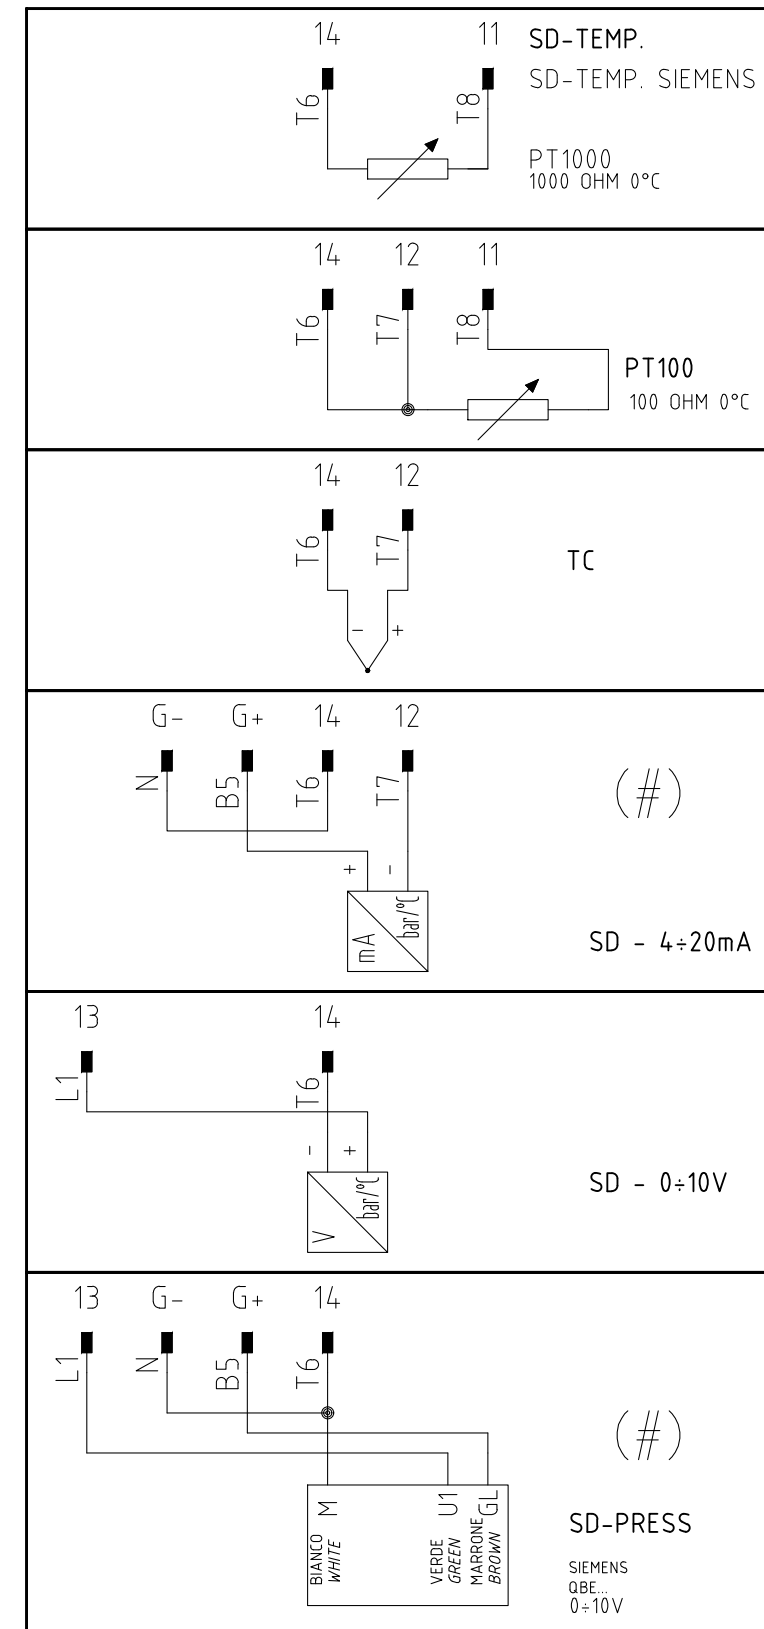 14 11 SD-TEMP.
SD-TEMP. SIEMENS
T6 T8
PT1000
1000 OHM 0°C
14 12 11
T6 T7 T8
PT100
100 OHM 0°C
14 12
T6 T7
TC
- +
G- G+ 14 12
N B5 T6 T7
(#)
+ -
mA bar/°C
SD - 4÷20mA
13 14
L1 T6
- +
V bar/°C
SD - 0÷10V
13 G- G+ 14
L1 N B5 T6
(#)
M U1 GL
BIANCO VERDE MARRONE
WHITE GREEN BROWN
SD-PRESS
SIEMENS
QBE...
0÷10V